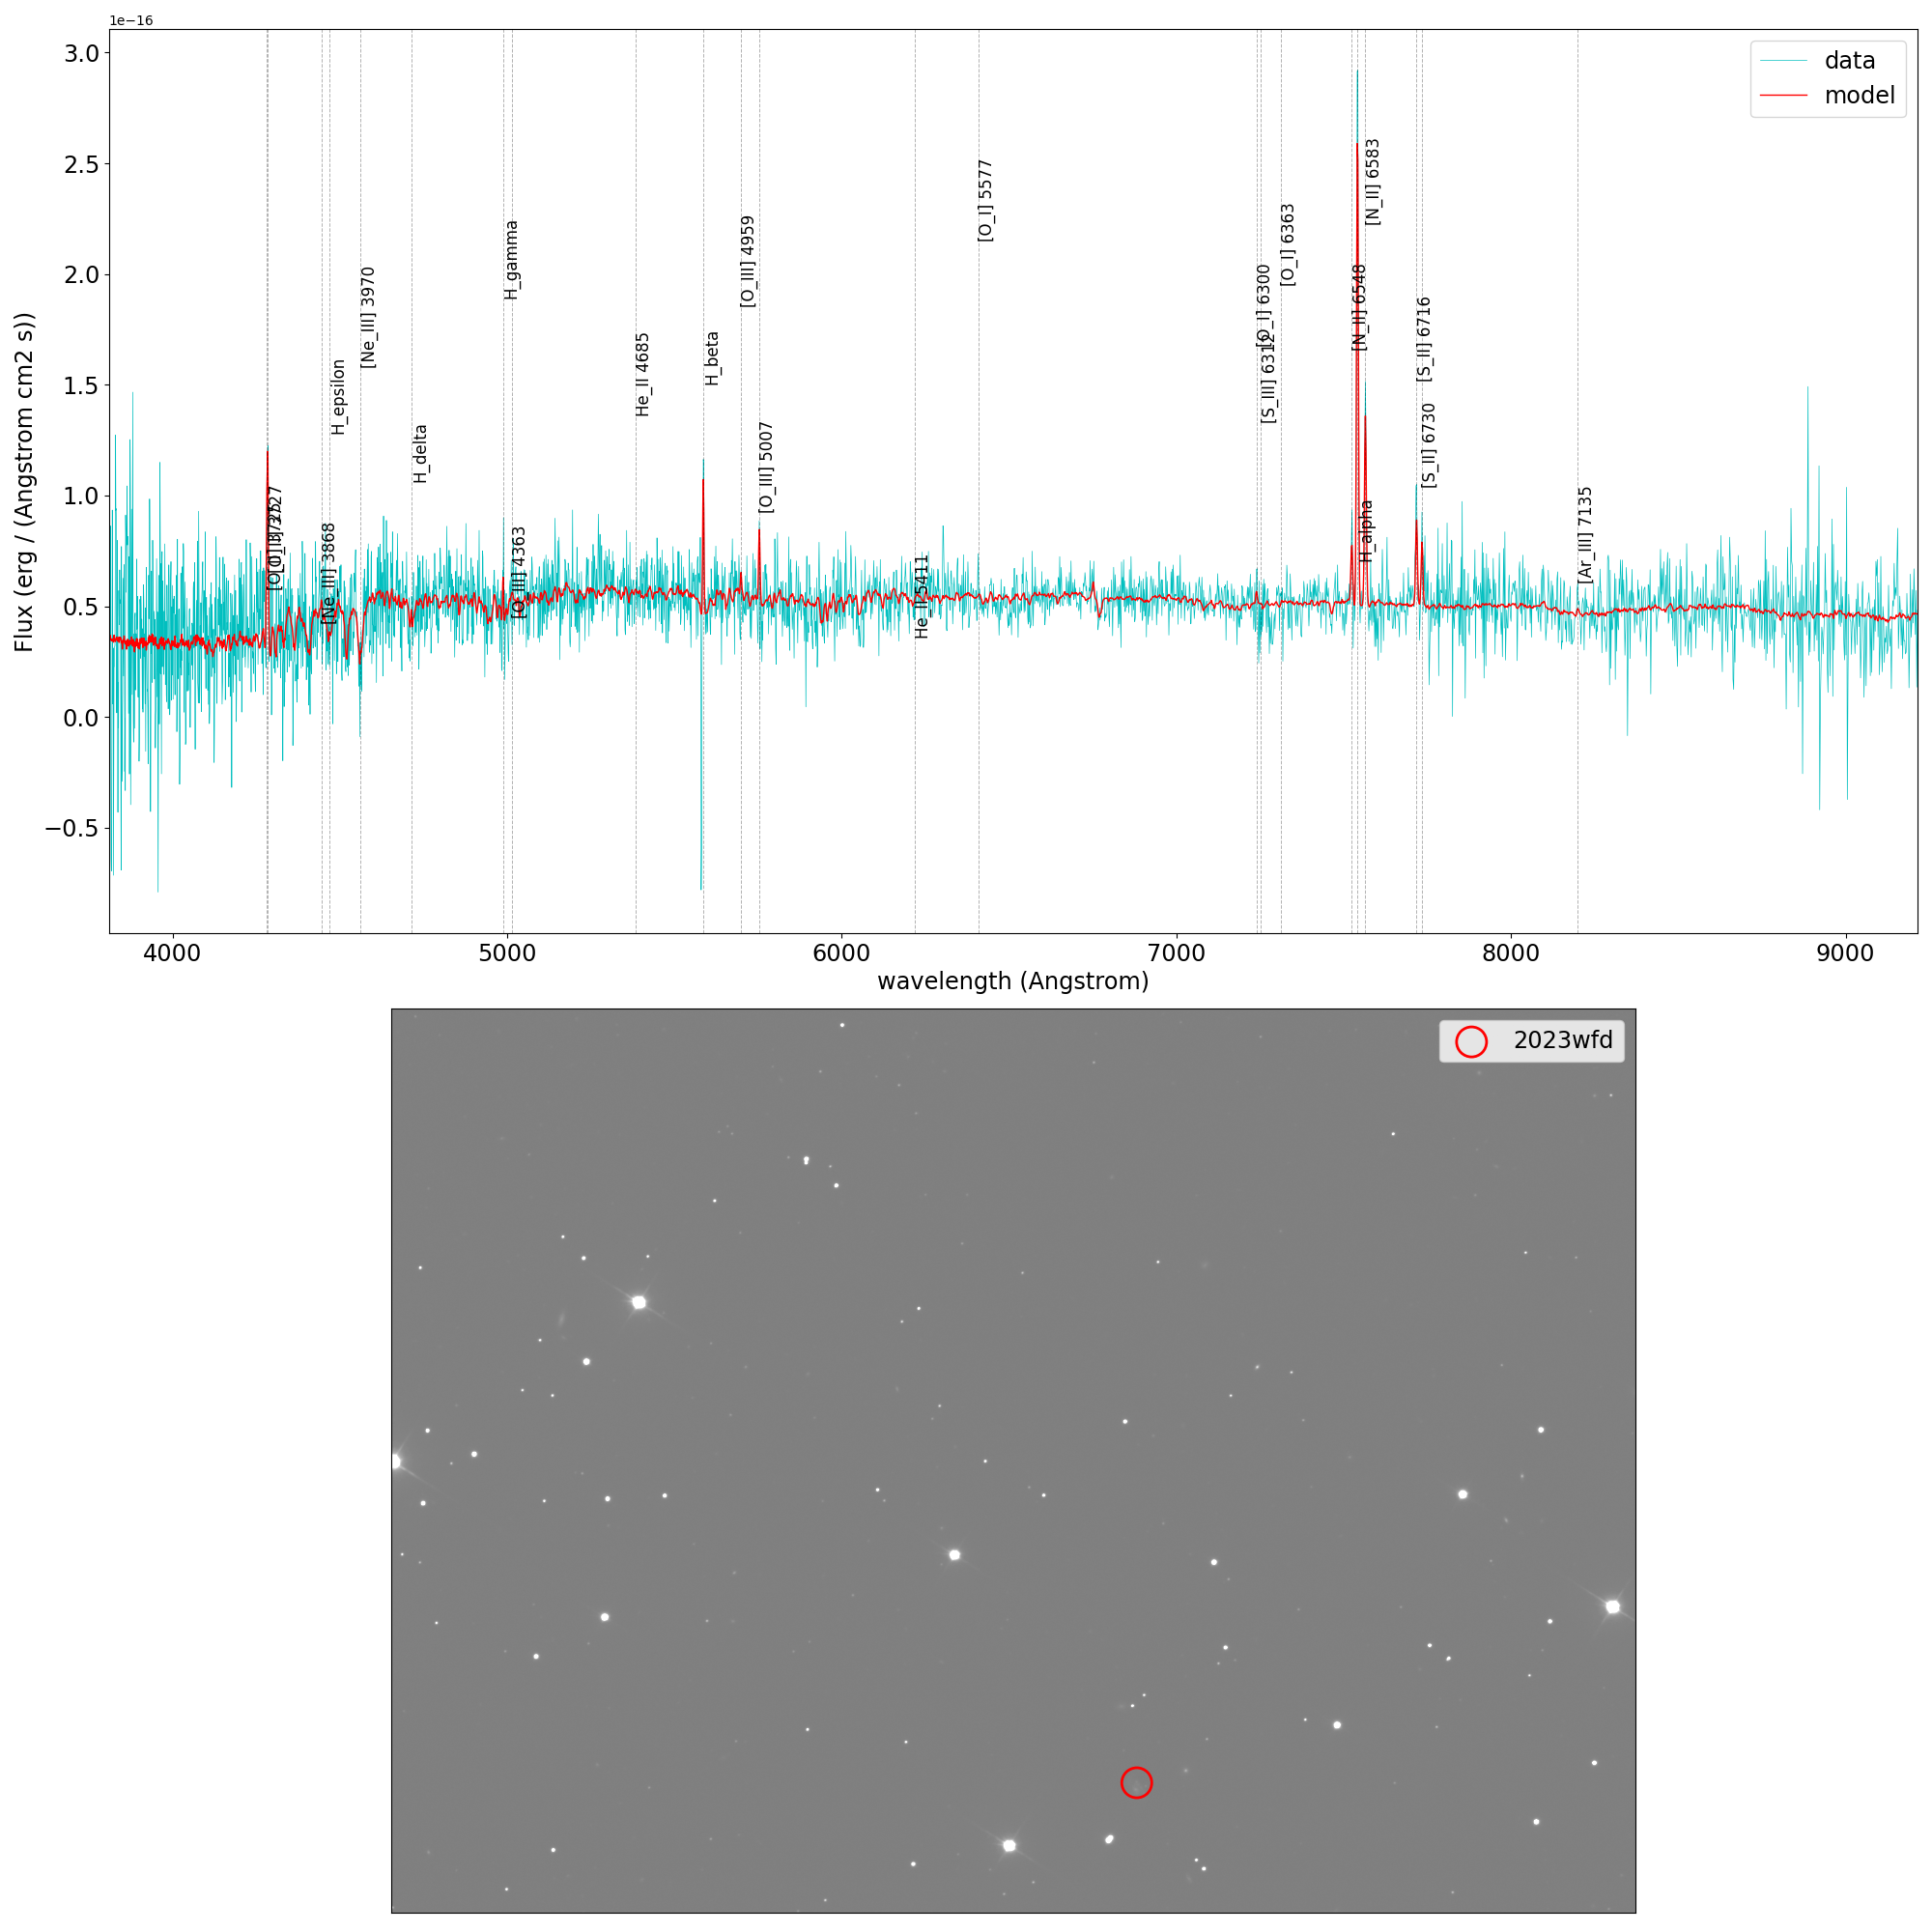 1e−16
3.0
2.5
2.0
1.5
1.0
0.5
0.0
−0.5
Flux (erg / (Angstrom cm2 s))
4000
5000
6000
7000
8000
9000
wavelength (Angstrom)
data
model
[Ne_III] 3868
H_epsilon
[Ne_III] 3970
H_delta
H_gamma
[O_III] 4363
He_II 4685
H_beta
[O_III] 4959
[O_III] 5007
He_II 5411
[O_I] 5577
[O_I] 6300
[S_III] 6312
[O_I] 6363
[N_II] 6548
H_alpha
[N_II] 6583
[S_II] 6716
[S_II] 6730
[Ar_III] 7135
2023wfd